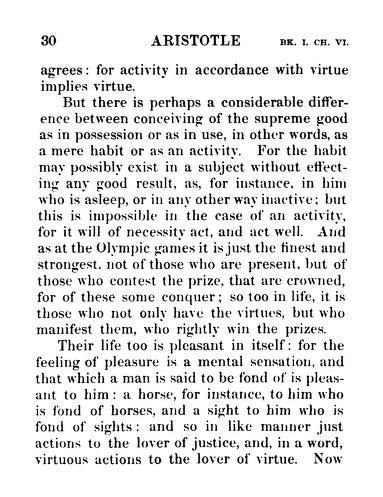 30 ARISTOTLE BK. I. CH. VI.
agrees: for activity in accordance with virtue
implies virtue.
But there is perhaps a considerable differ-
ence between conceiving of the supreme good
as in possession or as in use, in other words, as
a mere habit or as an activity. For the habit
may possibly exist in a subject without effect-
ing any good result, as, for instance, in him
who is asleep, or in any other way inactive; but
this is impossible in the case of an activity,
for it will of necessity act, and act well. And
as at the Olympic games it is just the finest and
strongest, not of those who are present, but of
those who contest the prize, that are crowned,
for of these some conquer; so too in life, it is
those who not only have the virtues, but who
manifest them, who rightly win the prizes.
Their life too is pleasant in itself: for the
feeling of pleasure is a mental sensation, and
that which a man is said to be fond of is pleas-
ant to him: a horse, for instance, to him who
is fond of horses, and a sight to him who is
fond of sights: and so in like manner just
actions to the lover of justice, and, in a word,
virtuous actions to the lover of virtue. Now